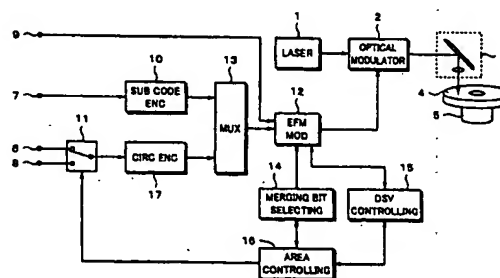 1
LASER
2
OPTICAL
MODULATOR
9
10
SUB CODE
ENC
13
MUX
12
EFM
MOD
4
5
7
11
6
8
CIRC ENC
17
14
MERGING BIT
SELECTING
15
DSV
CONTROLLING
16
AREA
CONTROLLING